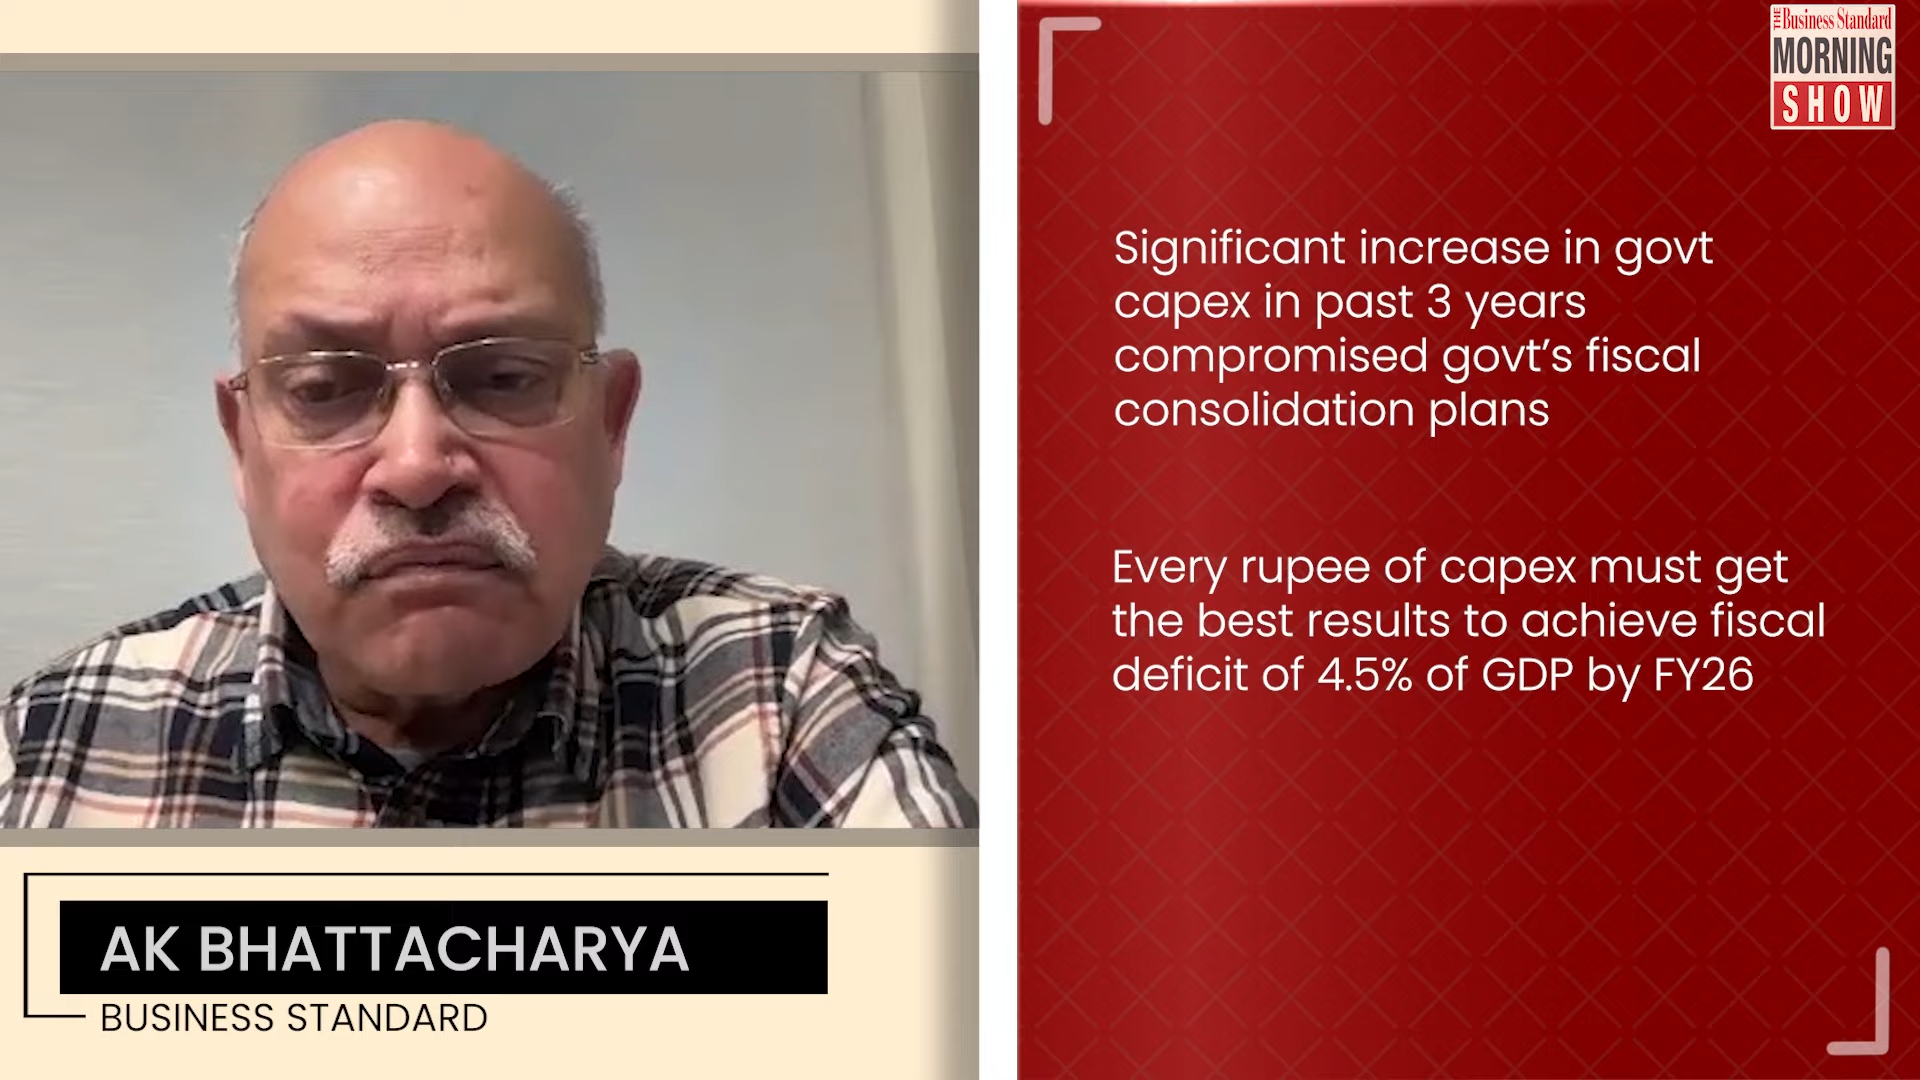 THE
Business Standard
MORNING
SHOW
Significant increase in govt
capex in past 3 years
compromised govt’s fiscal
consolidation plans
Every rupee of capex must get
the best results to achieve fiscal
deficit of 4.5% of GDP by FY26
AK BHATTACHARYA
BUSINESS STANDARD